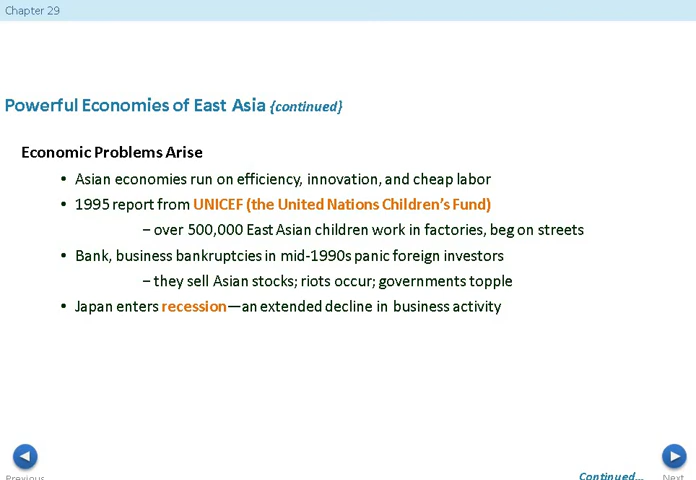 Chapter 29
Powerful Economies of East Asia {continued}
Economic Problems Arise
• Asian economies run on efficiency, innovation, and cheap labor
• 1995 report from UNICEF (the United Nations Children's Fund)
– over 500,000 East Asian children work in factories, beg on streets
• Bank, business bankruptcies in mid-1990s panic foreign investors
– they sell Asian stocks; riots occur; governments topple
• Japan enters recession—an extended decline in business activity
Previous
Continued...
Next